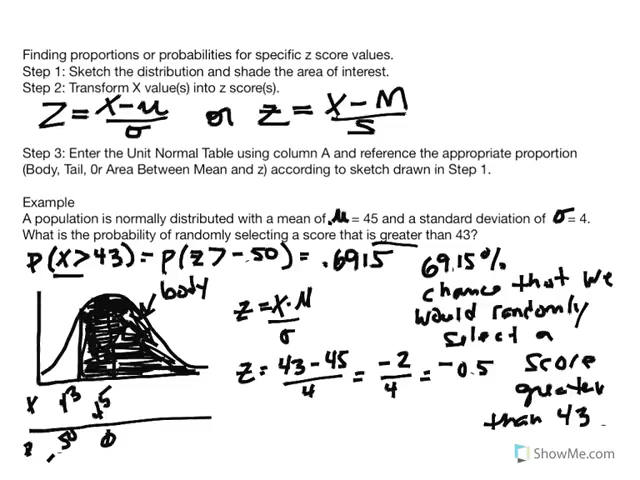 Finding proportions or probabilities for specific z score values.
Step 1: Sketch the distribution and shade the area of interest.
Step 2: Transform X value(s) into z score(s).
Z = X-μ/σ or Z = X-M/S
Step 3: Enter the Unit Normal Table using column A and reference the appropriate proportion
(Body, Tail, 0r Area Between Mean and z) according to sketch drawn in Step 1.
Example
A population is normally distributed with a mean of μ = 45 and a standard deviation of σ = 4.
What is the probability of randomly selecting a score that is greater than 43?
P(X>43) = P(Z>-.50) = .6915
69.15%
chance that we
would randomly
select a
score
greater
than 43.
body
Z = X-M/σ
Z = 43-45/4 = -2/4 = -0.5
X 43 45
z -.50 0
ShowMe.com